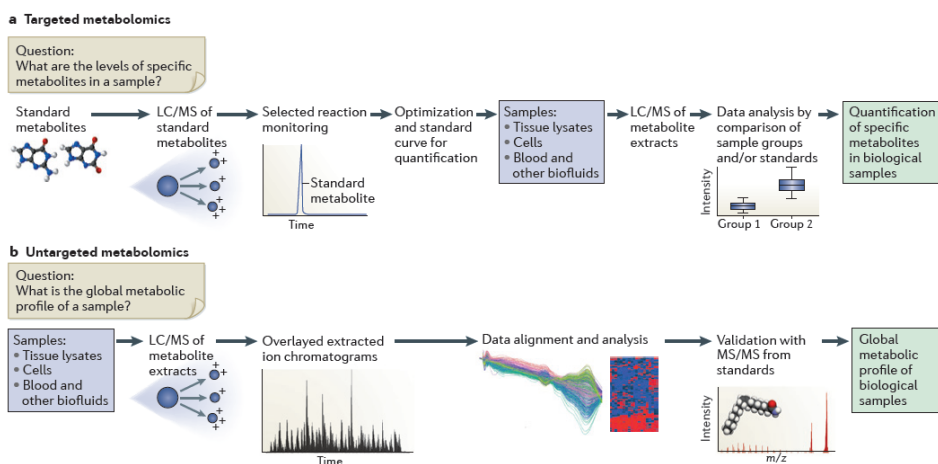 a Targeted metabolomics
Question:
What are the levels of specific
metabolites in a sample?
Standard
metabolites
LC/MS of
standard
metabolites
+
+
+
+
+
+
Selected reaction
monitoring
Standard
metabolite
Time
Optimization
and standard
curve for
quantification
Samples:
• Tissue lysates
• Cells
• Blood and
other biofluids
LC/MS of
metabolite
extracts
Data analysis by
comparison of
sample groups
and/or standards
Intensity
Group 1
Group 2
Quantification
of specific
metabolites
in biological
samples
b Untargeted metabolomics
Question:
What is the global metabolic
profile of a sample?
Samples:
• Tissue lysates
• Cells
• Blood and
other biofluids
LC/MS of
metabolite
extracts
+
+
+
+
+
+
Overlayed extracted
ion chromatograms
Time
Data alignment and analysis
Validation with
MS/MS from
standards
Intensity
m/z
Global
metabolic
profile of
biological
samples